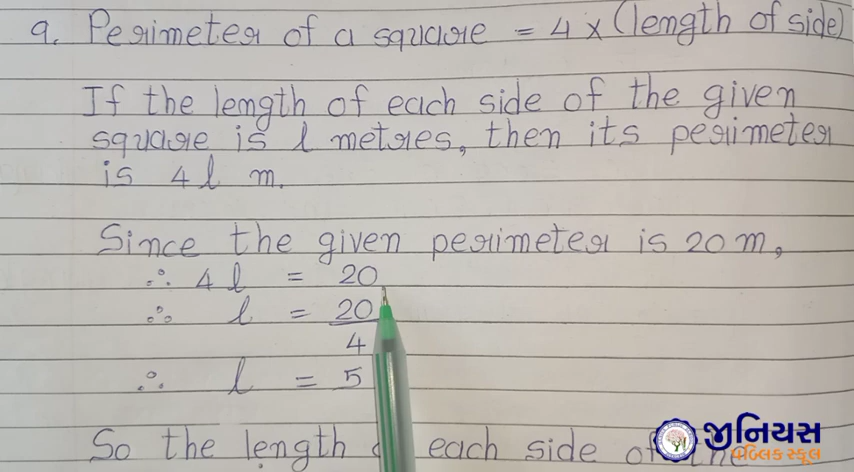 a. Perimeter of a square = 4 × (length of side)
If the length of each side of the given
square is l metres, then its perimeter
is 4l m.
Since the given perimeter is 20 m,
∴ 4l = 20
∴ l = 20
4
∴ l = 5
So the length each side of the
જીનિયસ
પબ્લિક સ્કૂલ